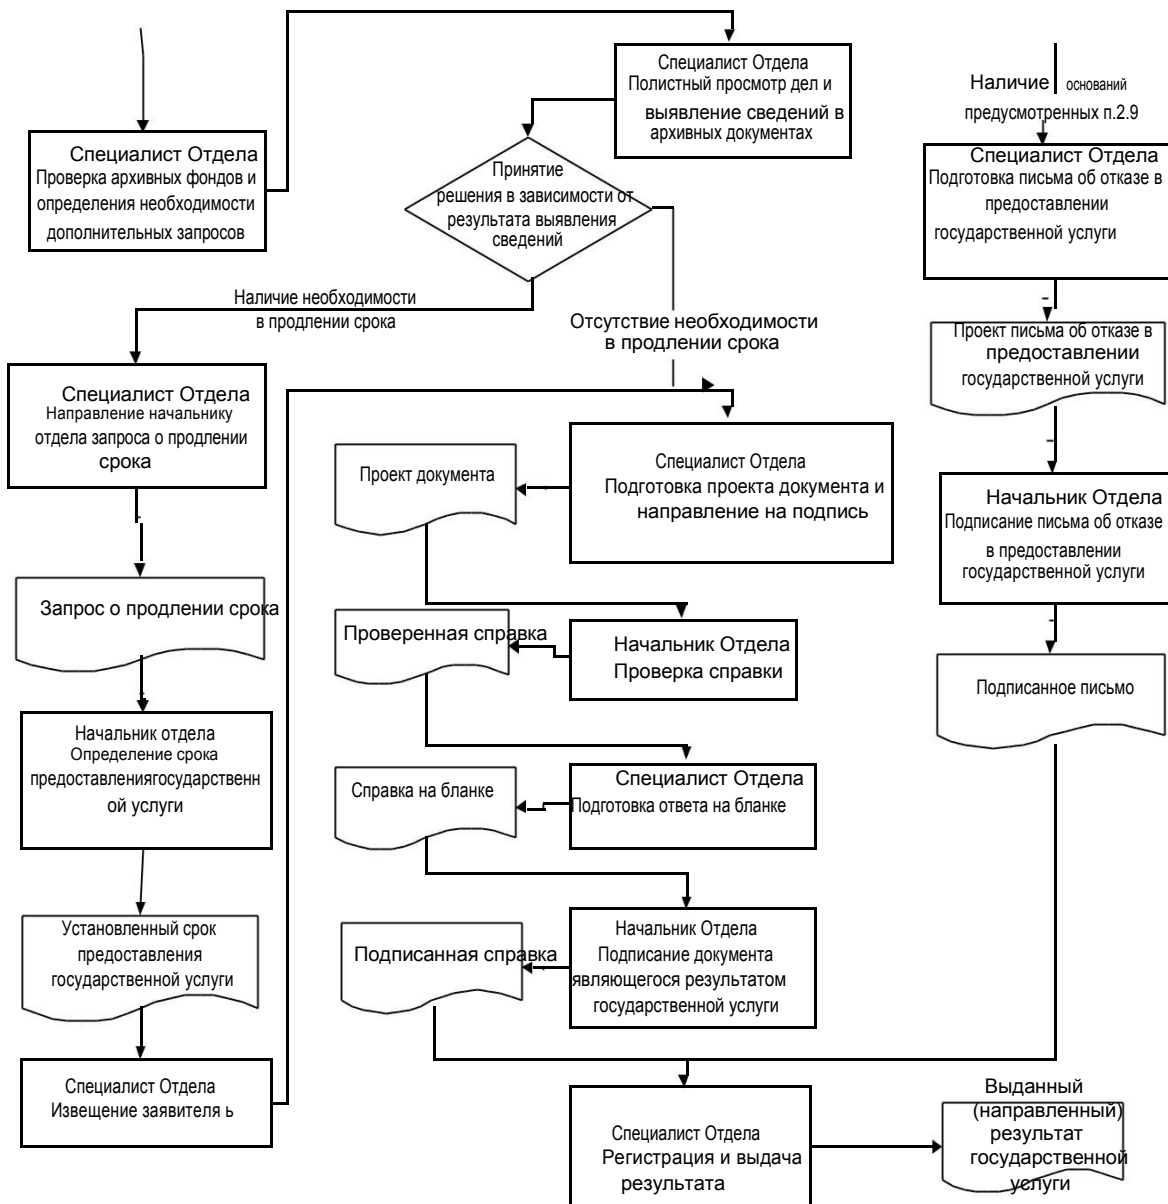 Специалист Отдела
Полистный просмотр дел и
выявление сведений в
архивных документах
Наличие оснований
предусмотренных п.2.9
Специалист Отдела
Проверка архивных фондов и
определения необходимости
дополнительных запросов
Принятие
решения в зависимости от
результата выявления
сведений
Специалист Отдела
Подготовка письма об отказе в
предоставлении
государственной услуги
Наличие необходимости
в продлении срока
Отсутствие необходимости
в продлении срока
Проект письма об отказе в
предоставлении
государственной услуги
Специалист Отдела
Направление начальнику
отдела запроса о продлении
срока
Проект документа
Специалист Отдела
Подготовка проекта документа и
направление на подпись
Начальник Отдела
Подписание письма об отказе
в предоставлении
государственной услуги
Запрос о продлении срока
Проверенная справка
Начальник Отдела
Проверка справки
Подписанное письмо
Начальник отдела
Определение срока
предоставлениягосударственн
ой услуги
Справка на бланке
Специалист Отдела
Подготовка ответа на бланке
Установленный срок
предоставления
государственной услуги
Подписанная справка
Начальник Отдела
Подписание документа
являющегося результатом
государственной услуги
Специалист Отдела
Извещение заявителя ь
Специалист Отдела
Регистрация и выдача
результата
Выданный
(направленный)
результат
государственной
услуги